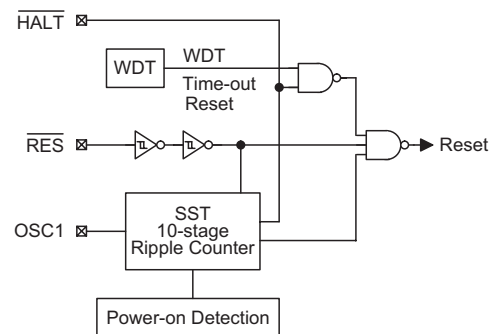 HALT
WDT
WDT
Time-out
Reset
RES
Reset
OSC1
SST
10-stage
Ripple Counter
Power-on Detection